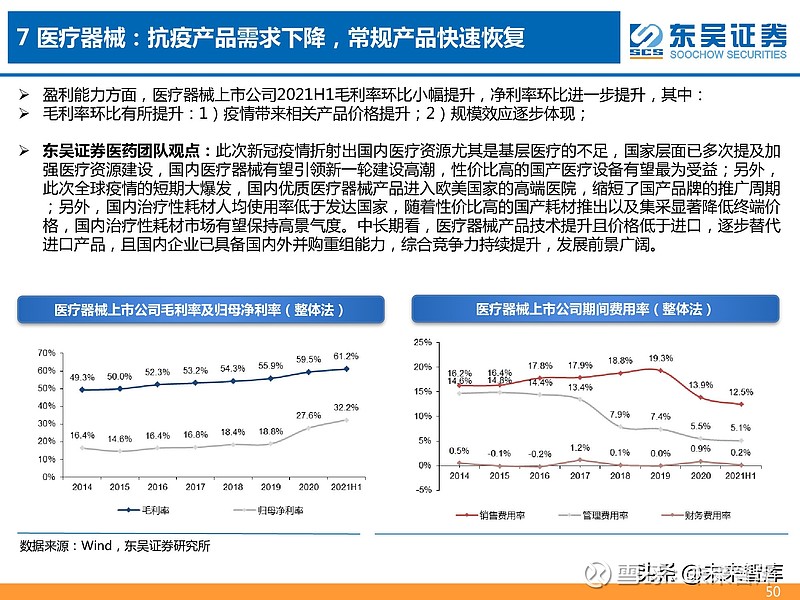 7 医疗器械：抗疫产品需求下降，常规产品快速恢复
SCS
东吴证券
SOOCHOW SECURITIES
➢ 盈利能力方面，医疗器械上市公司2021H1毛利率环比小幅提升，净利率环比进一步提升，其中：
➢ 毛利率环比有所提升：1）疫情带来相关产品价格提升；2）规模效应逐步体现；
➢ 东吴证券医药团队观点：此次新冠疫情折射出国内医疗资源尤其是基层医疗的不足，国家层面已多次提及加
强医疗资源建设，国内医疗器械有望引领新一轮建设高潮，性价比高的国产医疗设备有望最为受益；另外，
此次全球疫情的短期大爆发，国内优质医疗器械产品进入欧美国家的高端医院，缩短了国产品牌的推广周期
；另外，国内治疗性耗材人均使用率低于发达国家，随着性价比高的国产耗材推出以及集采显著降低终端价
格，国内治疗性耗材市场有望保持高景气度。中长期看，医疗器械产品技术提升且价格低于进口，逐步替代
进口产品，且国内企业已具备国内外并购重组能力，综合竞争力持续提升，发展前景广阔。
医疗器械上市公司毛利率及归母净利率（整体法）
70%
60%
50%
40%
30%
20%
10%
0%
49.3% 50.0% 52.3% 53.2% 54.3% 55.9% 59.5% 61.2%
16.4% 14.6% 16.4% 16.8% 18.4% 18.8% 27.6% 32.2%
2014 2015 2016 2017 2018 2019 2020 2021H1
毛利率 归母净利率
医疗器械上市公司期间费用率（整体法）
25%
20%
15%
10%
5%
0%
-5%
16.2% 16.4% 17.8% 17.9% 18.8% 19.3% 13.9% 12.5%
14.6% 14.8% 14.4% 13.4% 7.9% 7.4% 5.5% 5.1%
0.5% -0.1% -0.2% 1.2% 0.1% 0.0% 0.9% 0.2%
2014 2015 2016 2017 2018 2019 2020 2021H1
销售费用率 管理费用率 财务费用率
数据来源：Wind，东吴证券研究所
头条 @未来智库
50